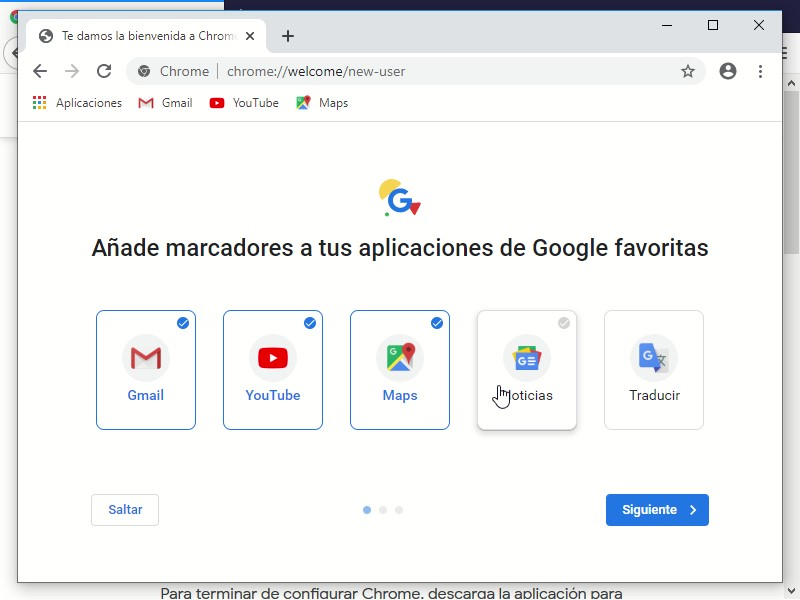 Te damos la bienvenida a Chrom
Chrome
chrome://welcome/new-user
Aplicaciones
Gmail
YouTube
Maps
Añade marcadores a tus aplicaciones de Google favoritas
Gmail
YouTube
Maps
oticias
Traducir
Saltar
Siguiente
Para terminar de configurar Chrome, descarga la aplicación para